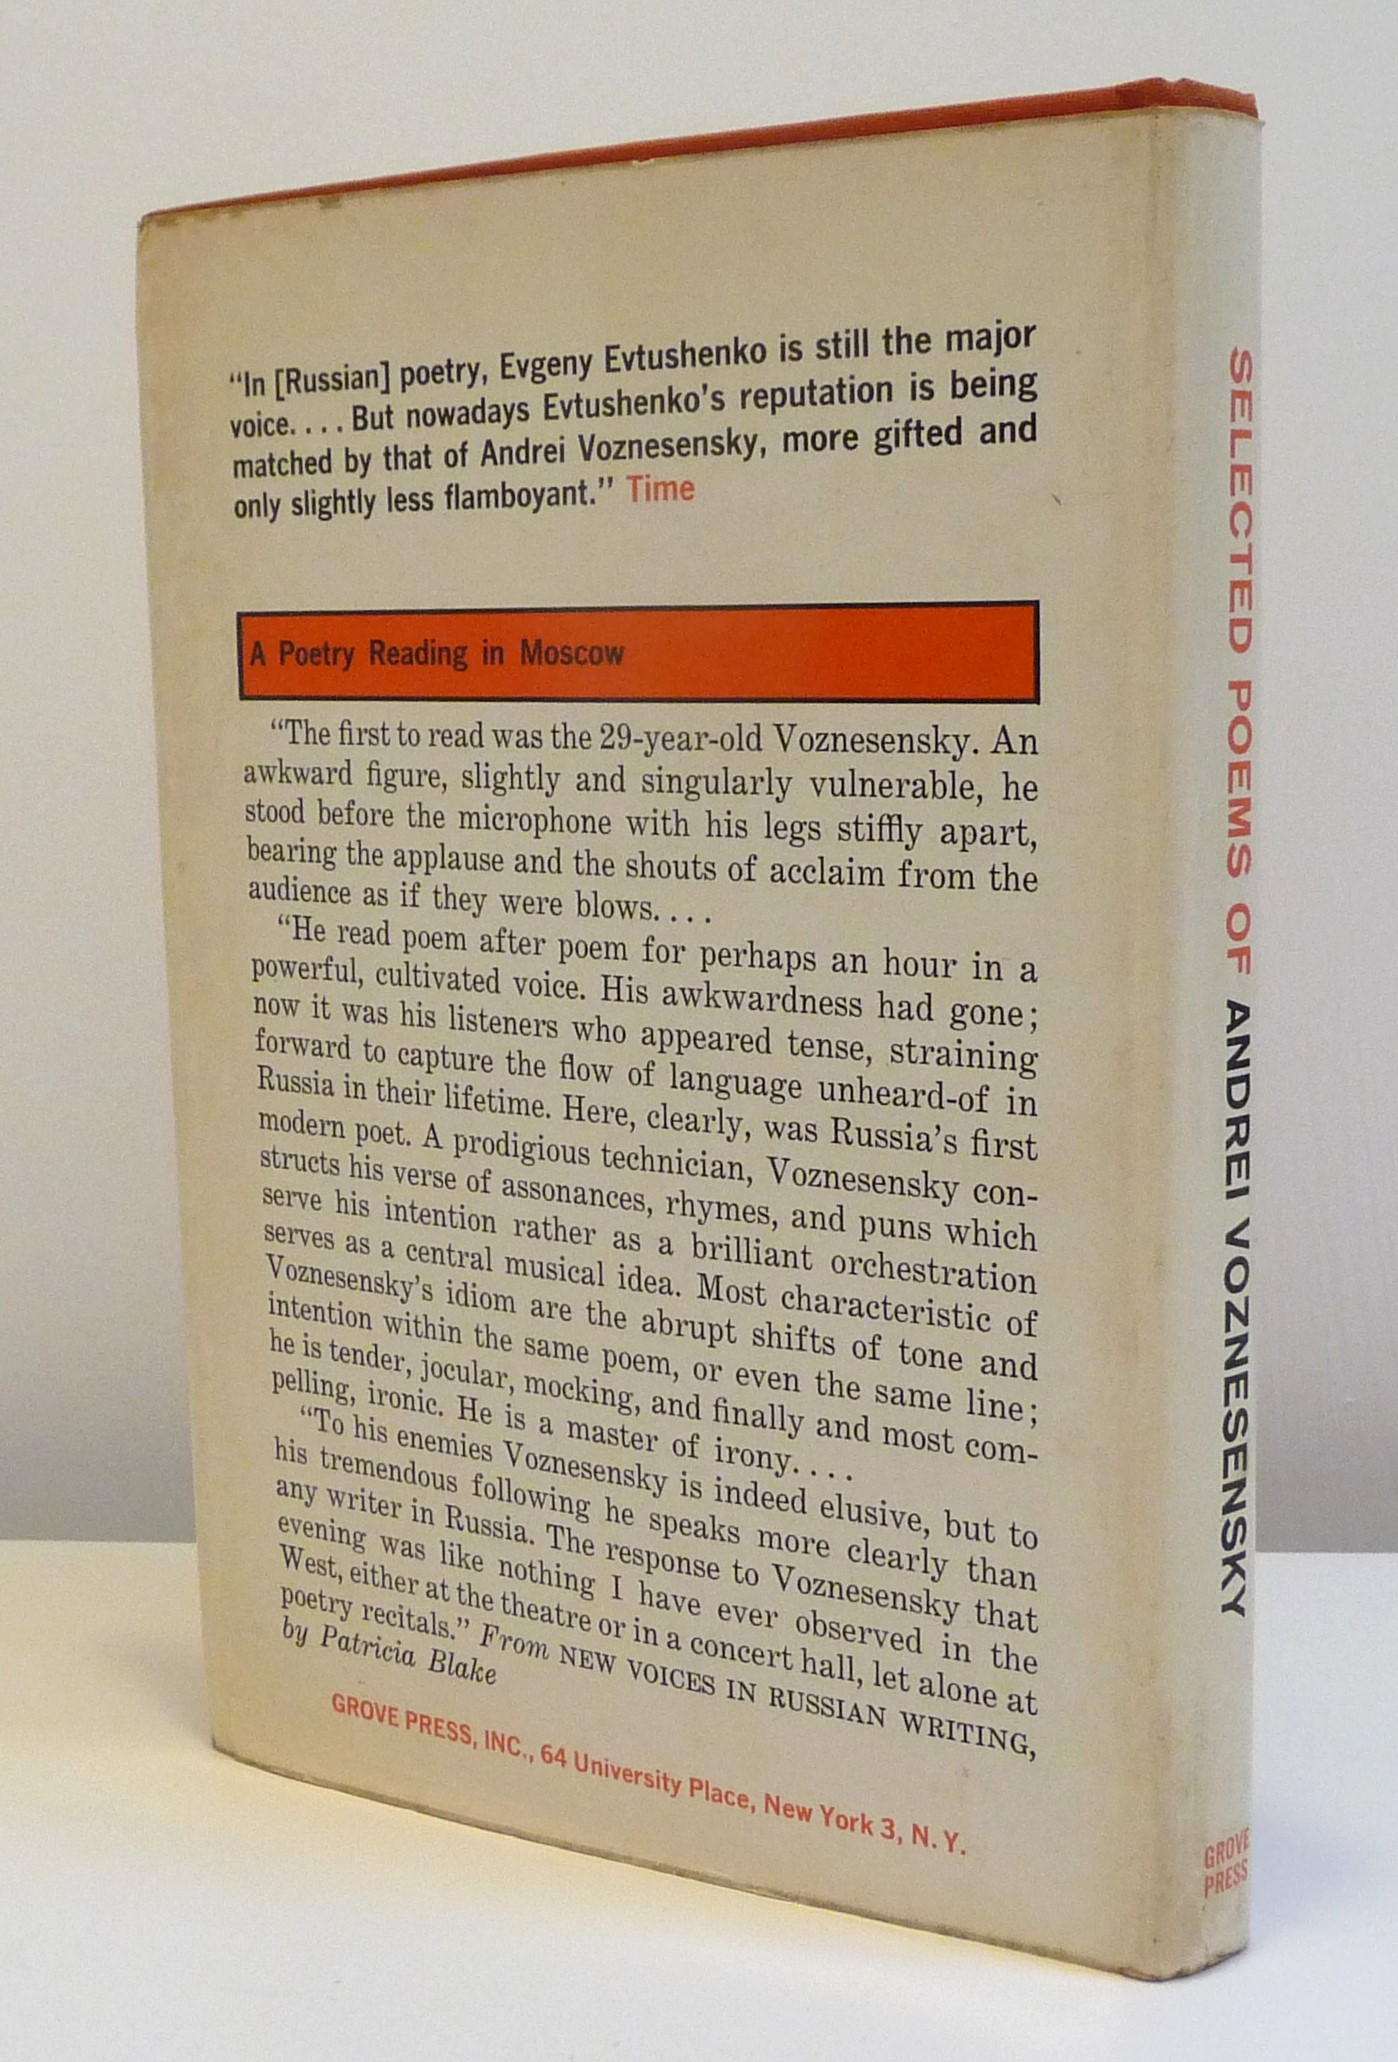 "In [Russian] poetry, Evgeny Evtushenko is still the major
voice.... But nowadays Evtushenko's reputation is being
matched by that of Andrei Voznesensky, more gifted and
only slightly less flamboyant." Time
A Poetry Reading in Moscow
"The first to read was the 29-year-old Voznesensky. An
awkward figure, slightly and singularly vulnerable, he
stood before the microphone with his legs stiffly apart,
bearing the applause and the shouts of acclaim from the
audience as if they were blows....
"He read poem after poem for perhaps an hour in a
powerful, cultivated voice. His awkwardness had gone;
now it was his listeners who appeared tense, straining
forward to capture the flow of language unheard-of in
Russia in their lifetime. Here, clearly, was Russia's first
modern poet. A prodigious technician, Voznesensky con-
structs his verse of assonances, rhymes, and puns which
serve his intention rather as a brilliant orchestration
serves as a central musical idea. Most characteristic of
Voznesensky's idiom are the abrupt shifts of tone and
intention within the same poem, or even the same line;
he is tender, jocular, mocking, and finally and most com-
pelling, ironic. He is a master of irony....
"To his enemies Voznesensky is indeed elusive, but to
his tremendous following he speaks more clearly than
any writer in Russia. The response to Voznesensky that
evening was like nothing I have ever observed in the
West, either at the theatre or in a concert hall, let alone at
poetry recitals." From NEW VOICES IN RUSSIAN WRITING,
by Patricia Blake
GROVE PRESS, INC., 64 University Place, New York 3, N. Y.
SELECTED POEMS OF ANDREI VOZNESENSKY
GROVE
PRESS